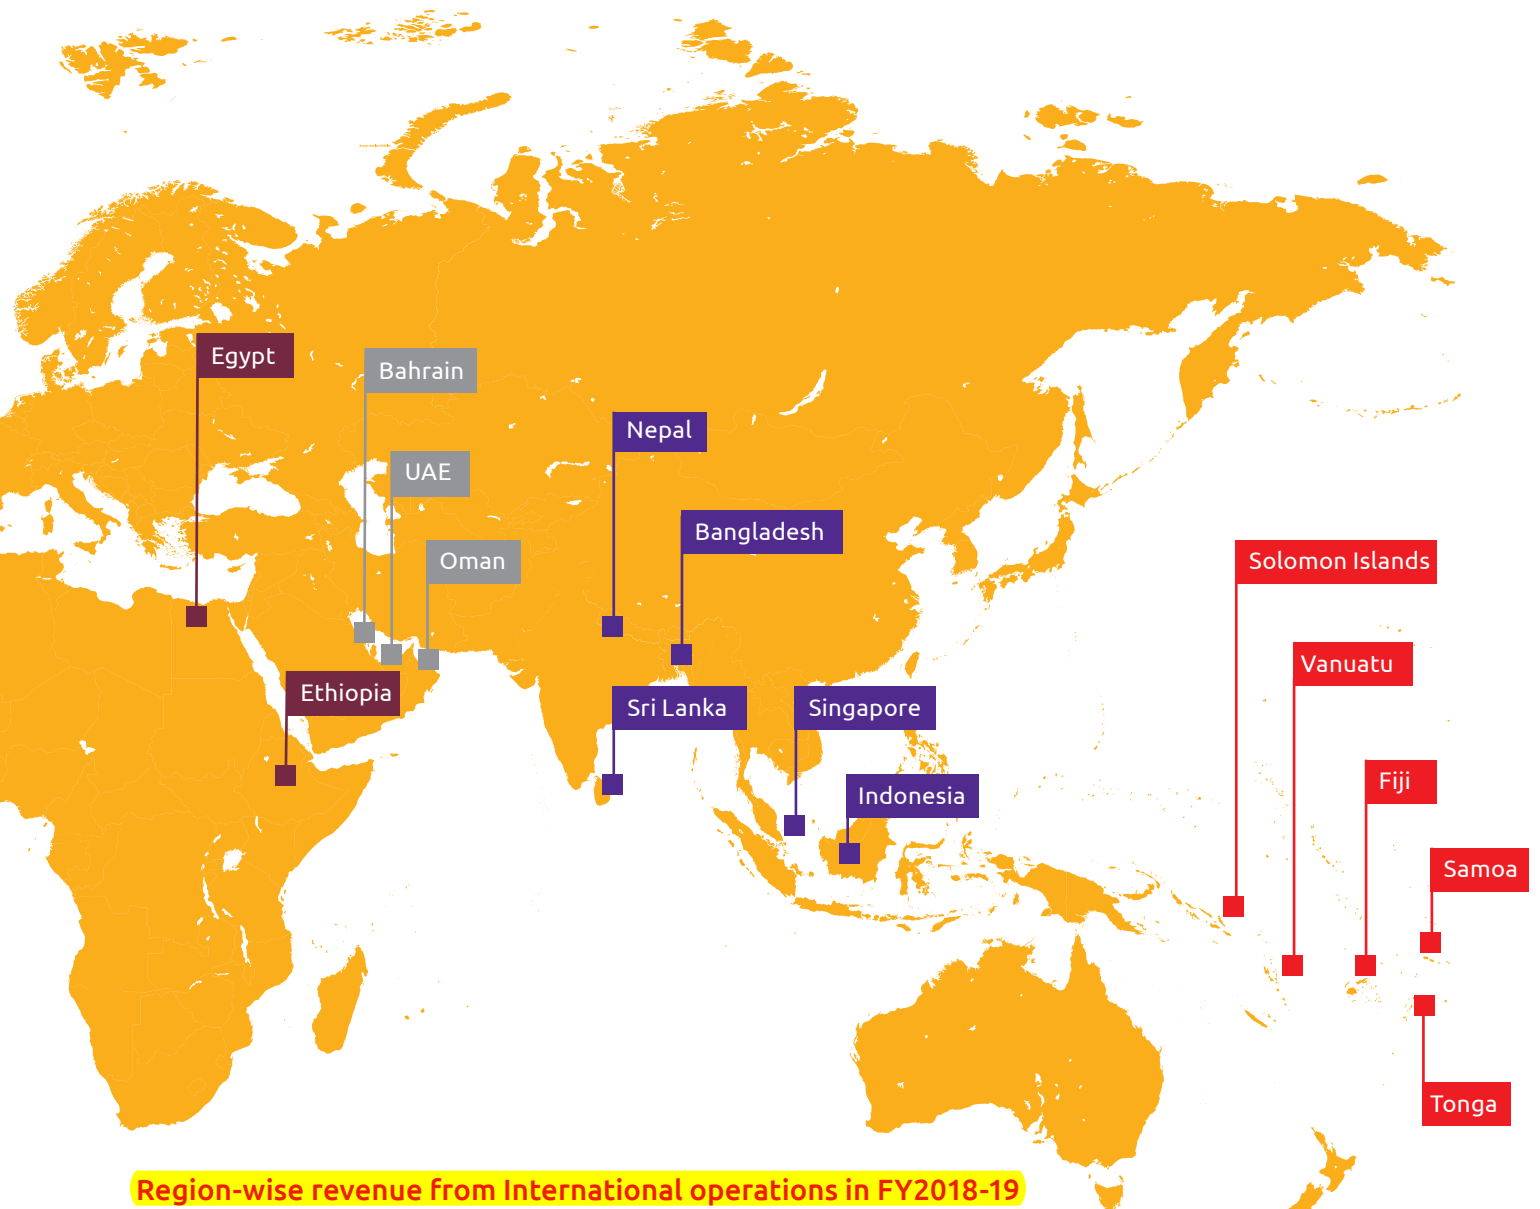 Egypt
Bahrain
Nepal
UAE
Bangladesh
Oman
Solomon Islands
Vanuatu
Ethiopia
Sri Lanka
Singapore
Fiji
Indonesia
Samoa
Tonga
Region-wise revenue from International operations in FY2018-19